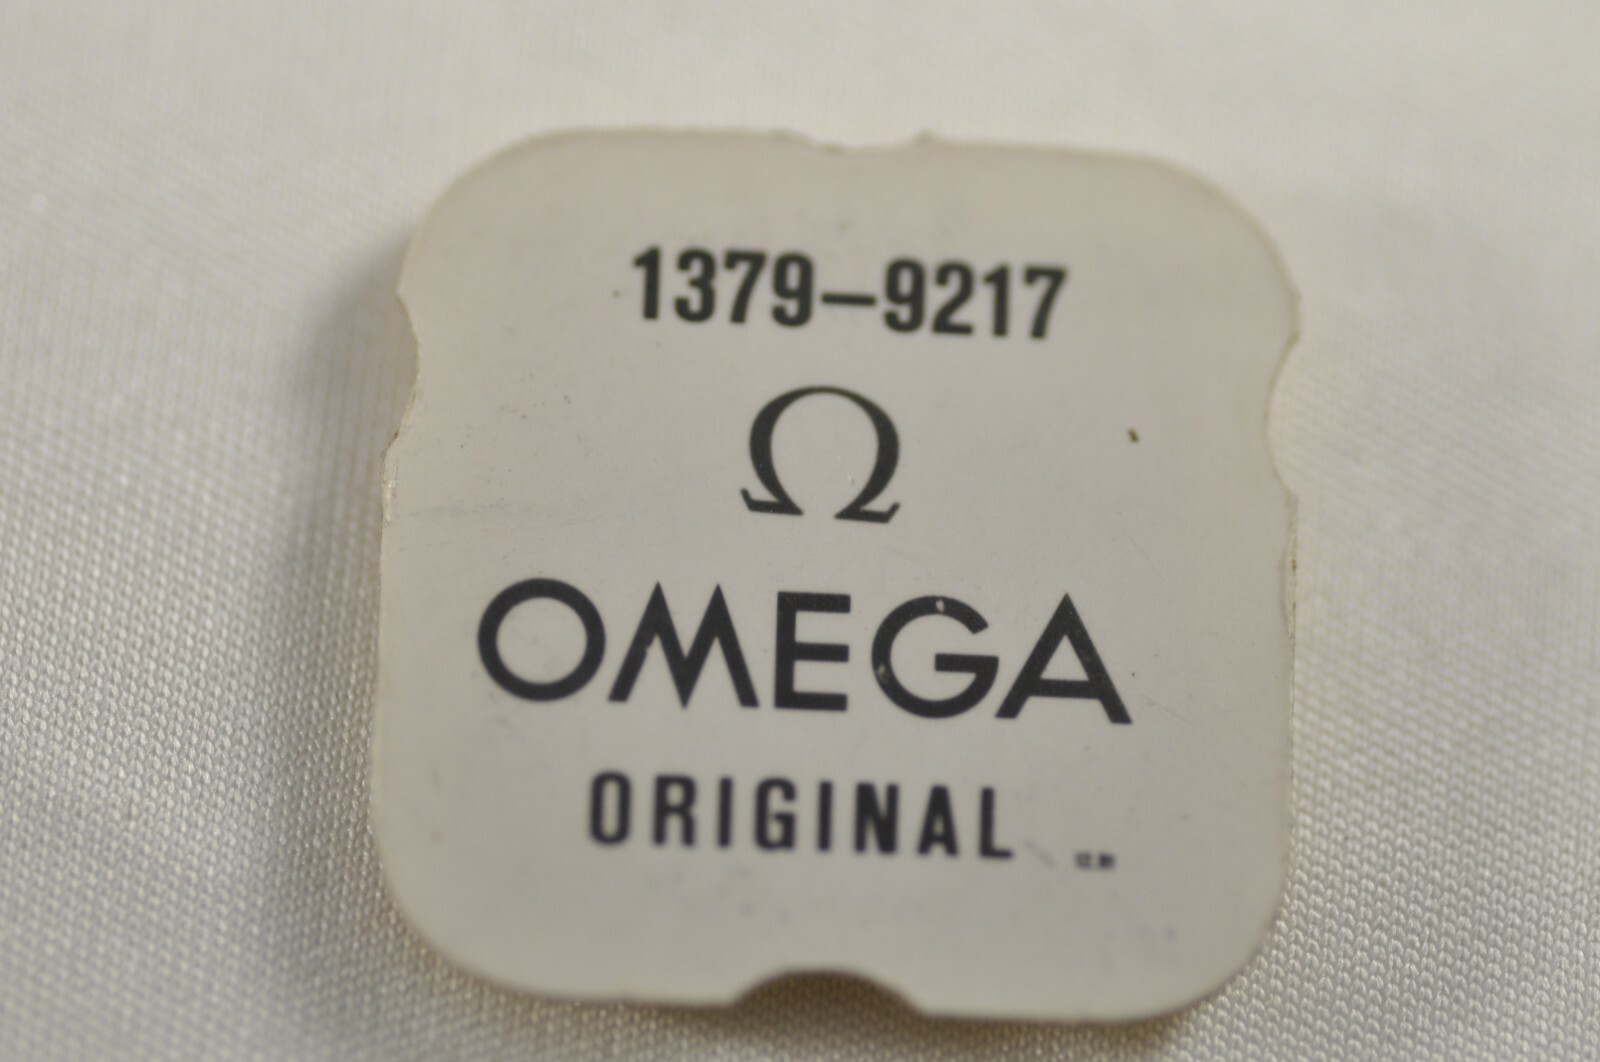 1379–9217
Ω
OMEGA
ORIGINAL